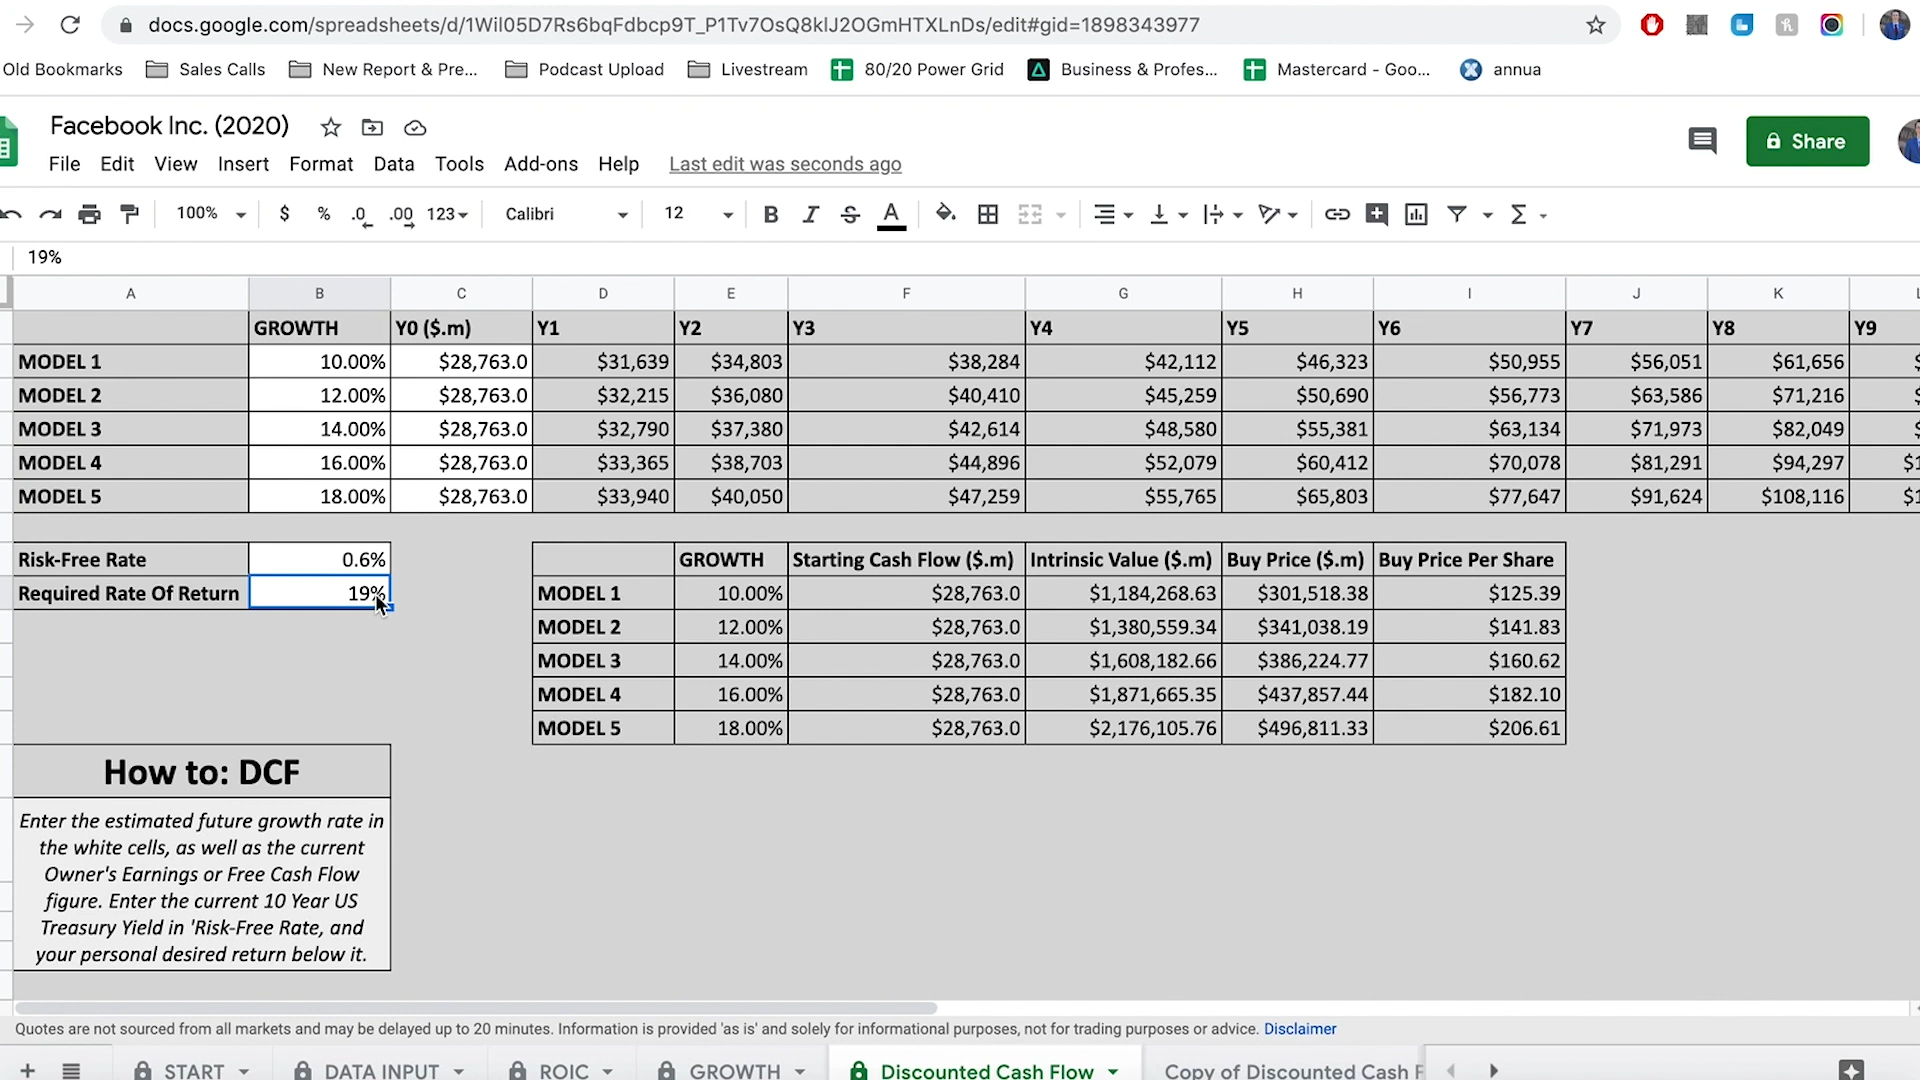 docs.google.com/spreadsheets/d/1Wil05D7Rs6bqFdbcp9T_P1Tv7OsQ8klJ2OGmHTXLnDs/edit#gid=1898343977
Old Bookmarks Sales Calls New Report & Pre... Podcast Upload Livestream 80/20 Power Grid Business & Profes... Mastercard - Goo... annua
Facebook Inc. (2020)
Share
File Edit View Insert Format Data Tools Add-ons Help Last edit was seconds ago
100% $ % .0 .00 123 Calibri 12 B I S A
19%
A B C D E F G H I J K L
GROWTH Y0 ($.m) Y1 Y2 Y3 Y4 Y5 Y6 Y7 Y8 Y9
MODEL 1 10.00% $28,763.0 $31,639 $34,803 $38,284 $42,112 $46,323 $50,955 $56,051 $61,656
MODEL 2 12.00% $28,763.0 $32,215 $36,080 $40,410 $45,259 $50,690 $56,773 $63,586 $71,216
MODEL 3 14.00% $28,763.0 $32,790 $37,380 $42,614 $48,580 $55,381 $63,134 $71,973 $82,049
MODEL 4 16.00% $28,763.0 $33,365 $38,703 $44,896 $52,079 $60,412 $70,078 $81,291 $94,297
MODEL 5 18.00% $28,763.0 $33,940 $40,050 $47,259 $55,765 $65,803 $77,647 $91,624 $108,116
Risk-Free Rate 0.6% GROWTH Starting Cash Flow ($.m) Intrinsic Value ($.m) Buy Price ($.m) Buy Price Per Share
Required Rate Of Return 19% MODEL 1 10.00% $28,763.0 $1,184,268.63 $301,518.38 $125.39
MODEL 2 12.00% $28,763.0 $1,380,559.34 $341,038.19 $141.83
MODEL 3 14.00% $28,763.0 $1,608,182.66 $386,224.77 $160.62
MODEL 4 16.00% $28,763.0 $1,871,665.35 $437,857.44 $182.10
MODEL 5 18.00% $28,763.0 $2,176,105.76 $496,811.33 $206.61
How to: DCF
Enter the estimated future growth rate in
the white cells, as well as the current
Owner's Earnings or Free Cash Flow
figure. Enter the current 10 Year US
Treasury Yield in 'Risk-Free Rate, and
your personal desired return below it.
Quotes are not sourced from all markets and may be delayed up to 20 minutes. Information is provided 'as is' and solely for informational purposes, not for trading purposes or advice. Disclaimer
START DATA INPUT ROIC GROWTH Discounted Cash Flow Copy of Discounted Cash F